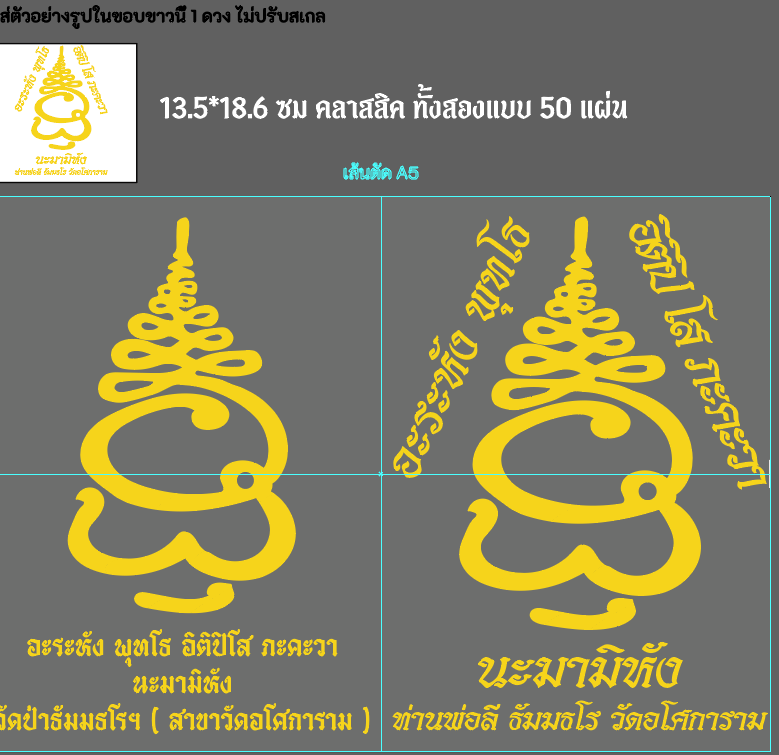 ส่ตัวอย่างรูปในขอบขาวนี้ 1 ดวง ไม่ปรับสเกล
อะระหัง พุทโธ อิติปิ โส ภะคะวา
นะมามิหัง
ท่านพ่อลี ธัมมธโร วัดอโศการาม
13.5*18.6 ซม คลาสสิค ทั้งสองแบบ 50 แผ่น
เส้นตัด A5
อะระหัง พุทโธ อิติปิโส ภะคะวา
นะมามิหัง
วัดป่าธัมมธโรฯ ( สาขาวัดอโศการาม )
อะระหัง พุทโธ
อิติปิ โส ภะคะวา
นะมามิหัง
ท่านพ่อลี ธัมมธโร วัดอโศการาม